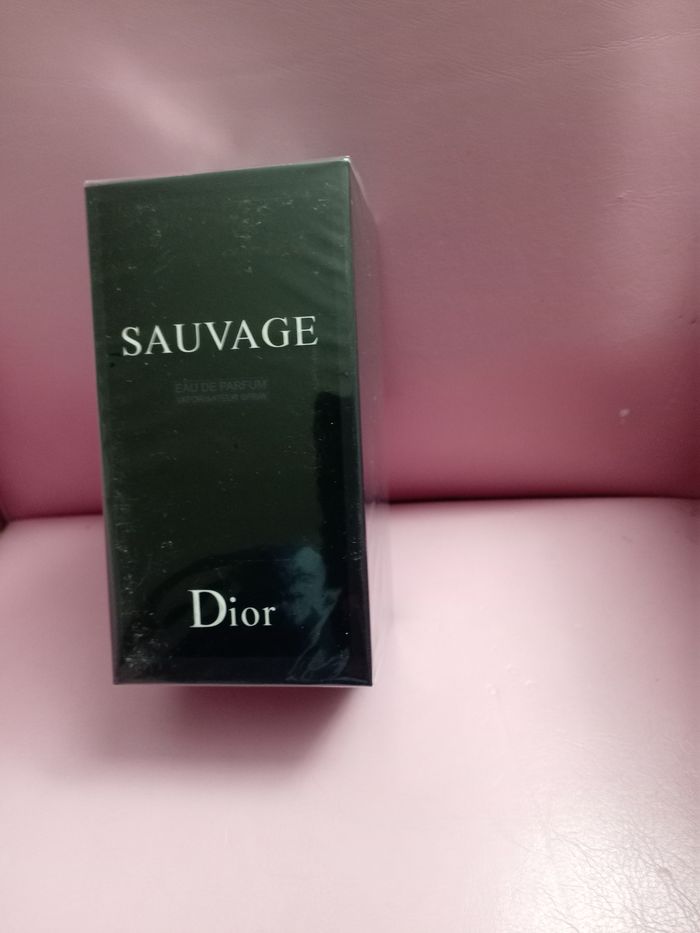 SAUVAGE
EAU DE PARFUM
VAPORISATEUR SPRAY
Dior